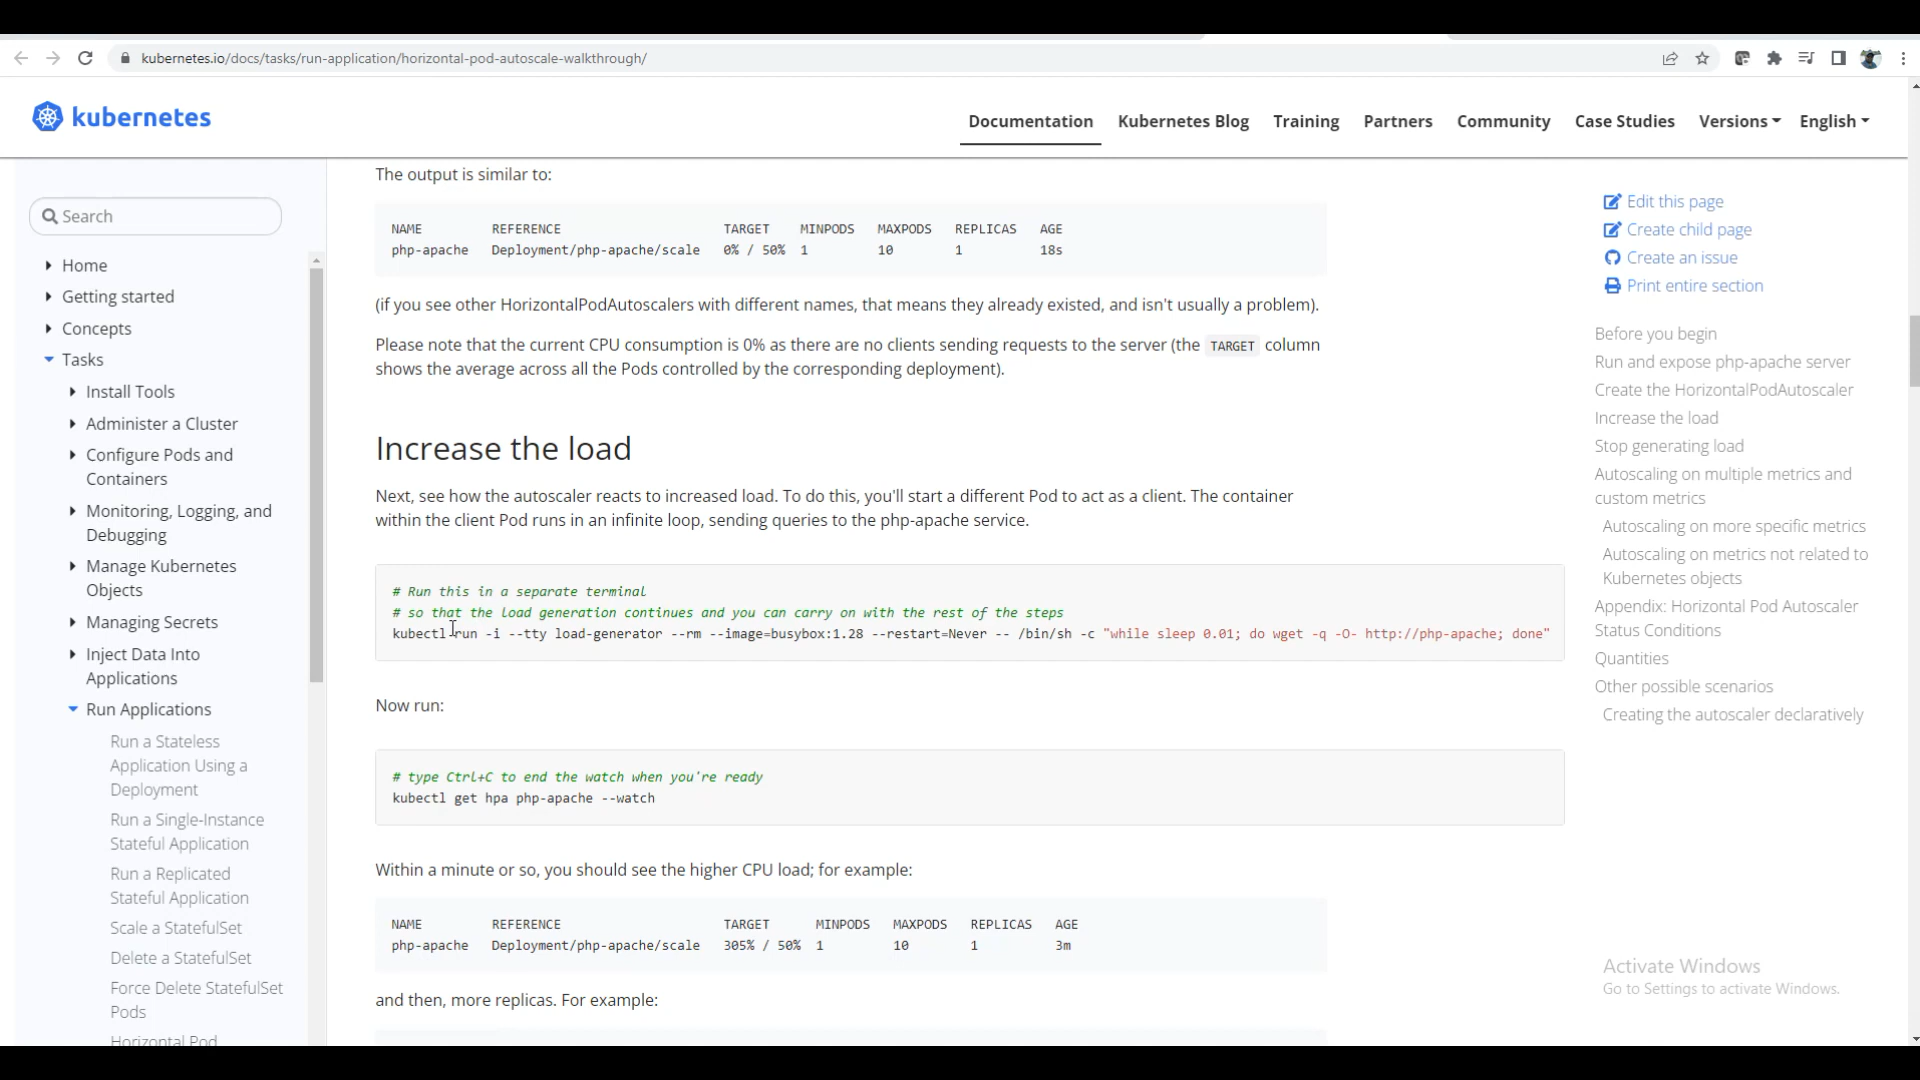 kubernetes.io/docs/tasks/run-application/horizontal-pod-autoscale-walkthrough/
kubernetes
Documentation
Kubernetes Blog
Training
Partners
Community
Case Studies
Versions
English
Search
Home
Getting started
Concepts
Tasks
Install Tools
Administer a Cluster
Configure Pods and
Containers
Monitoring, Logging, and
Debugging
Manage Kubernetes
Objects
Managing Secrets
Inject Data Into
Applications
Run Applications
Run a Stateless
Application Using a
Deployment
Run a Single-Instance
Stateful Application
Run a Replicated
Stateful Application
Scale a StatefulSet
Delete a StatefulSet
Force Delete StatefulSet
Pods
Horizontal Pod
The output is similar to:
NAME REFERENCE TARGET MINPODS MAXPODS REPLICAS AGE
php-apache Deployment/php-apache/scale 0% / 50% 1 10 1 18s
(if you see other HorizontalPodAutoscalers with different names, that means they already existed, and isn't usually a problem).
Please note that the current CPU consumption is 0% as there are no clients sending requests to the server (the TARGET column
shows the average across all the Pods controlled by the corresponding deployment).
Increase the load
Next, see how the autoscaler reacts to increased load. To do this, you'll start a different Pod to act as a client. The container
within the client Pod runs in an infinite loop, sending queries to the php-apache service.
# Run this in a separate terminal
# so that the load generation continues and you can carry on with the rest of the steps
kubectl run -i --tty load-generator --rm --image=busybox:1.28 --restart=Never -- /bin/sh -c "while sleep 0.01; do wget -q -O- http://php-apache; done"
Now run:
# type Ctrl+C to end the watch when you're ready
kubectl get hpa php-apache --watch
Within a minute or so, you should see the higher CPU load; for example:
NAME REFERENCE TARGET MINPODS MAXPODS REPLICAS AGE
php-apache Deployment/php-apache/scale 305% / 50% 1 10 1 3m
and then, more replicas. For example:
Edit this page
Create child page
Create an issue
Print entire section
Before you begin
Run and expose php-apache server
Create the HorizontalPodAutoscaler
Increase the load
Stop generating load
Autoscaling on multiple metrics and
custom metrics
Autoscaling on more specific metrics
Autoscaling on metrics not related to
Kubernetes objects
Appendix: Horizontal Pod Autoscaler
Status Conditions
Quantities
Other possible scenarios
Creating the autoscaler declaratively
Activate Windows
Go to Settings to activate Windows.